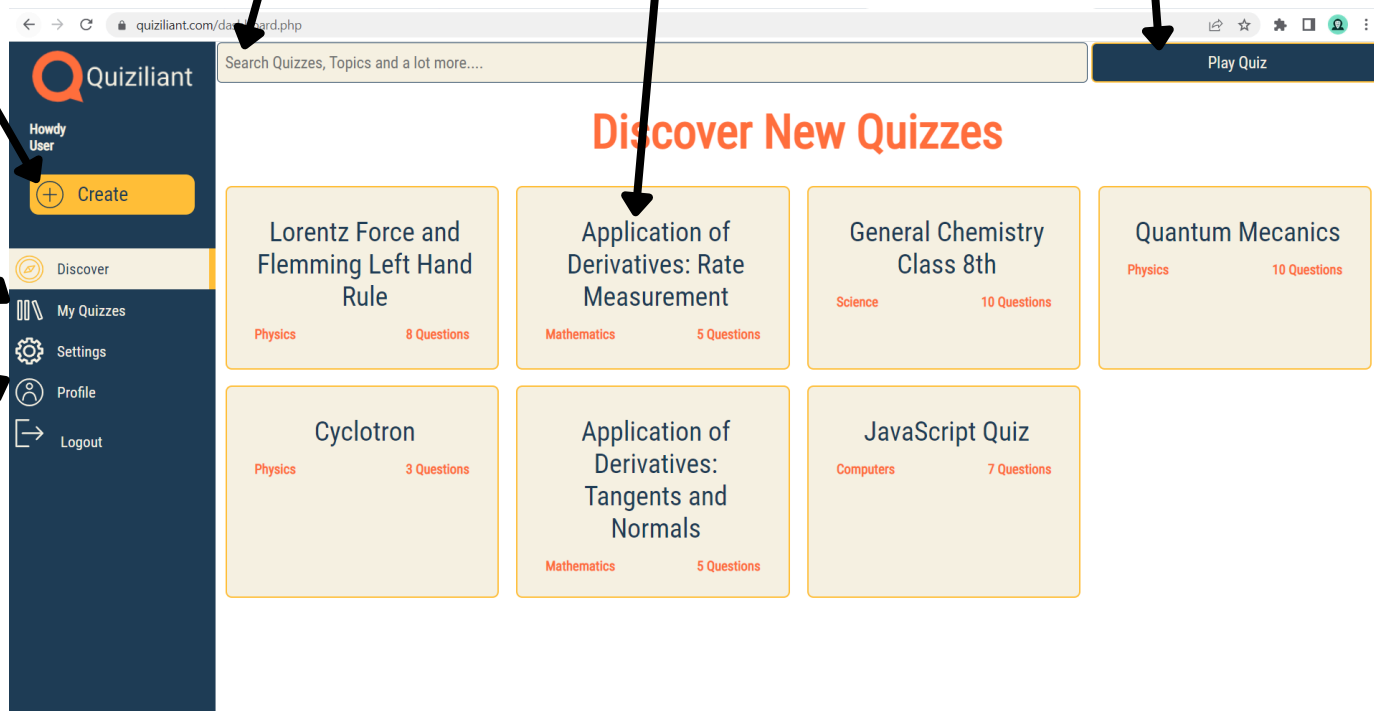 quiziliant.com/dashboard.php
Quiziliant
Search Quizzes, Topics and a lot more....
Play Quiz
Howdy
User
Create
Discover
My Quizzes
Settings
Profile
Logout
Discover New Quizzes
Lorentz Force and
Flemming Left Hand
Rule
Physics 8 Questions
Application of
Derivatives: Rate
Measurement
Mathematics 5 Questions
General Chemistry
Class 8th
Science 10 Questions
Quantum Mecanics
Physics 10 Questions
Cyclotron
Physics 3 Questions
Application of
Derivatives:
Tangents and
Normals
Mathematics 5 Questions
JavaScript Quiz
Computers 7 Questions